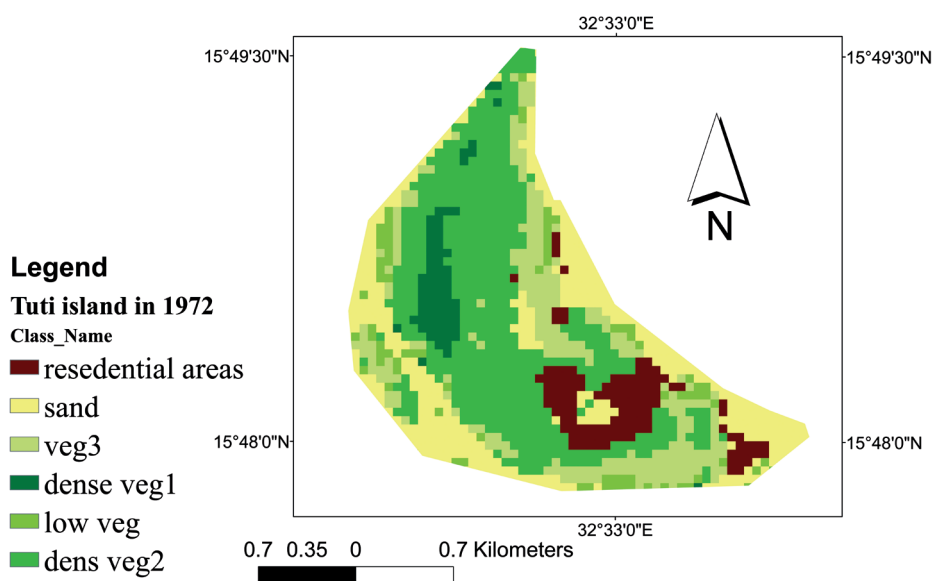 32°33'0"E
15°49'30"N
15°49'30"N
N
Legend
Tuti island in 1972
Class_Name
resedential areas
sand
veg3
dense veg1
low veg
dens veg2
15°48'0"N
15°48'0"N
32°33'0"E
0.7 0.35 0 0.7 Kilometers